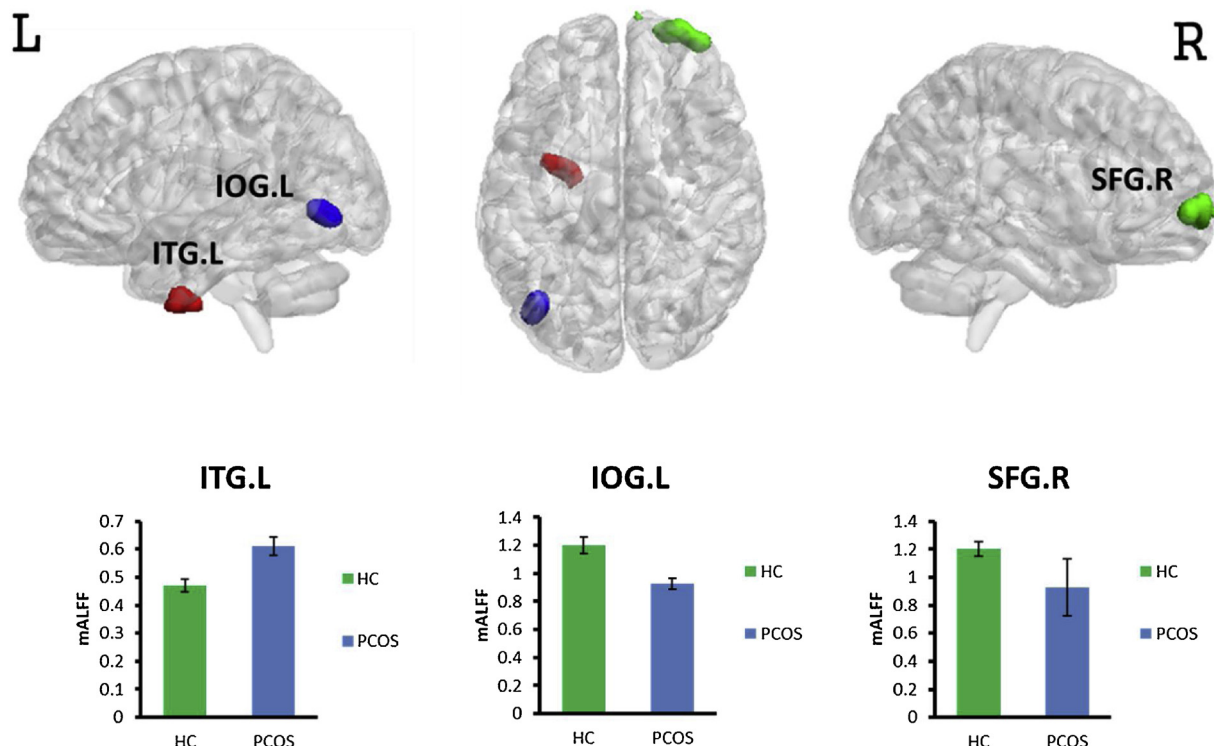 L
R
IOG.L
ITG.L
SFG.R
ITG.L
0.7
0.6
0.5
0.4
0.3
0.2
0.1
0
mALFF
HC
PCOS
HC
PCOS
IOG.L
1.4
1.2
1
0.8
0.6
0.4
0.2
0
mALFF
HC
PCOS
HC
PCOS
SFG.R
1.4
1.2
1
0.8
0.6
0.4
0.2
0
mALFF
HC
PCOS
HC
PCOS